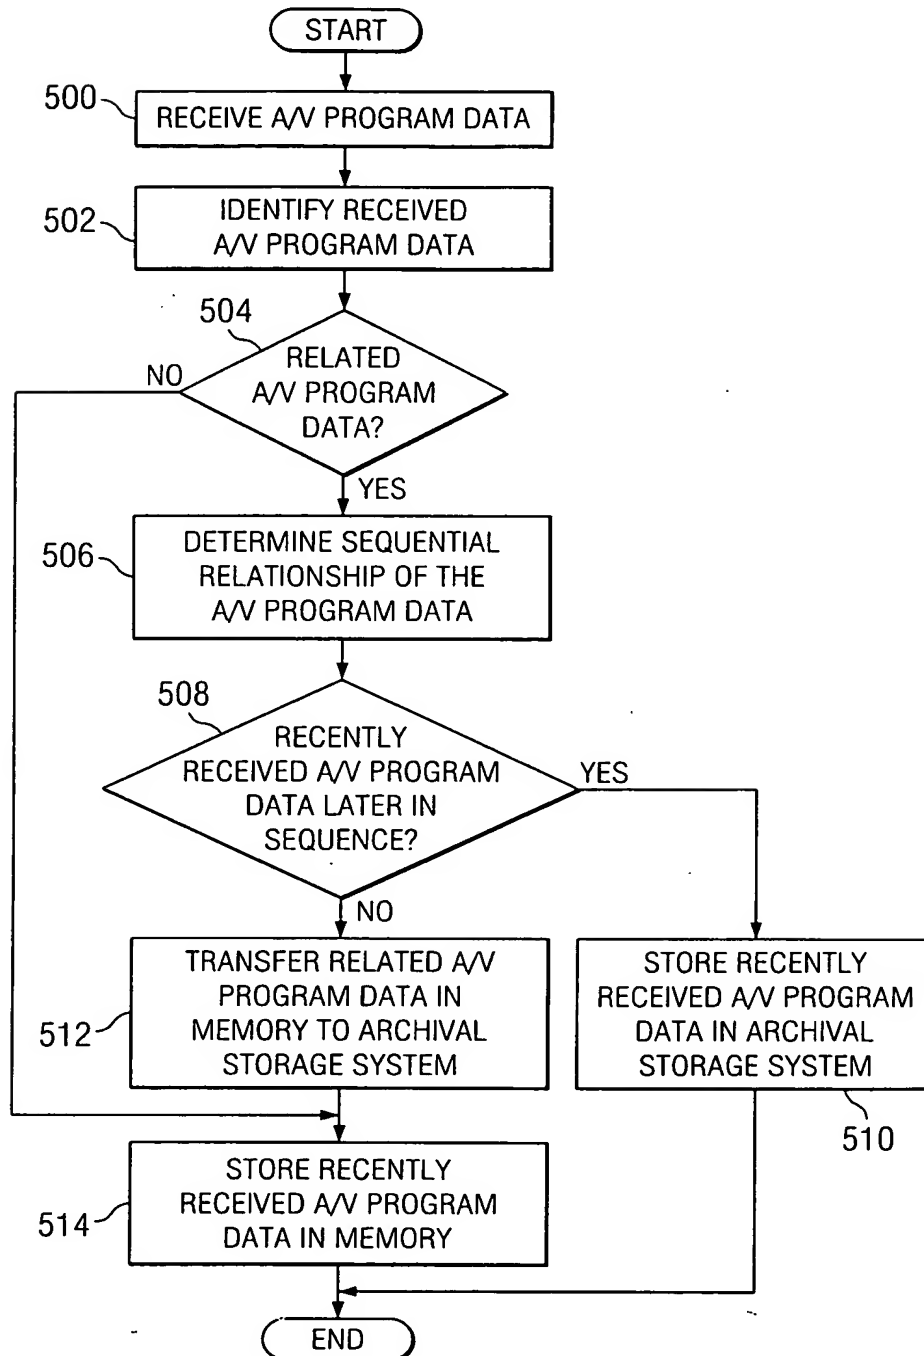 START
500
RECEIVE A/V PROGRAM DATA
502
IDENTIFY RECEIVED
A/V PROGRAM DATA
504
RELATED
A/V PROGRAM
DATA?
NO
YES
506
DETERMINE SEQUENTIAL
RELATIONSHIP OF THE
A/V PROGRAM DATA
508
RECENTLY
RECEIVED A/V PROGRAM
DATA LATER IN
SEQUENCE?
YES
NO
512
TRANSFER RELATED A/V
PROGRAM DATA IN
MEMORY TO ARCHIVAL
STORAGE SYSTEM
STORE RECENTLY
RECEIVED A/V PROGRAM
DATA IN ARCHIVAL
STORAGE SYSTEM
510
514
STORE RECENTLY
RECEIVED A/V PROGRAM
DATA IN MEMORY
END